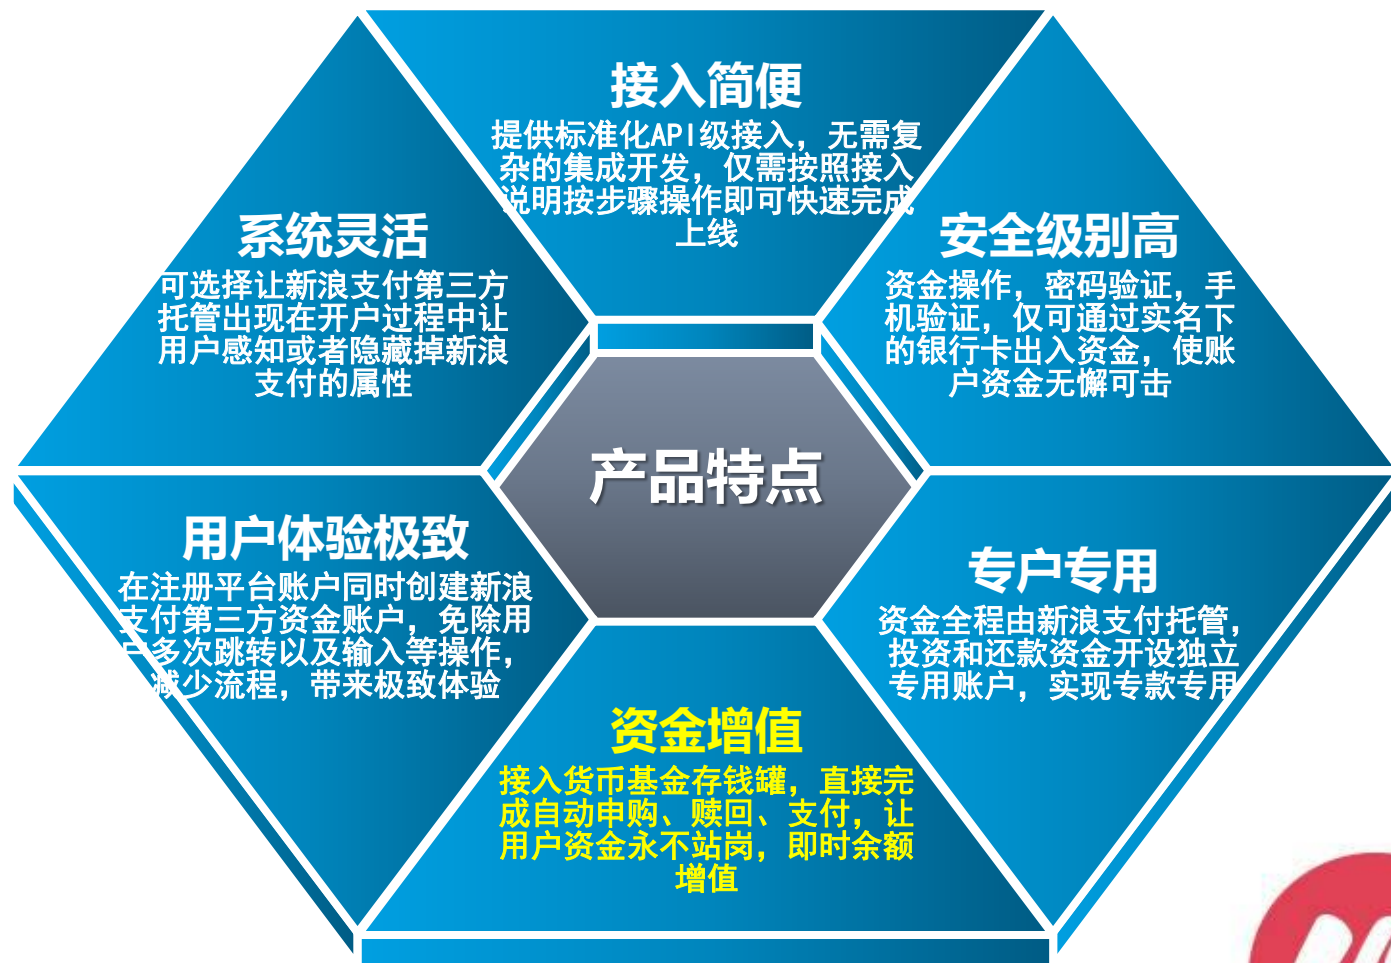 接入简便
提供标准化API级接入，无需复
杂的集成开发，仅需按照接入
说明按步骤操作即可快速完成
上线
系统灵活
可选择让新浪支付第三方
托管出现在开户过程中让
用户感知或者隐藏掉新浪
支付的属性
安全级别高
资金操作，密码验证，手
机验证，仅可通过实名下
的银行卡出入资金，使账
户资金无懈可击
产品特点
用户体验极致
在注册平台账户同时创建新浪
支付第三方资金账户，免除用
户多次跳转以及输入等操作，
减少流程，带来极致体验
专户专用
资金全程由新浪支付托管，
投资和还款资金开设独立
专用账户，实现专款专用
资金增值
接入货币基金存钱罐，直接完
成自动申购、赎回、支付，让
用户资金永不站岗，即时余额
增值